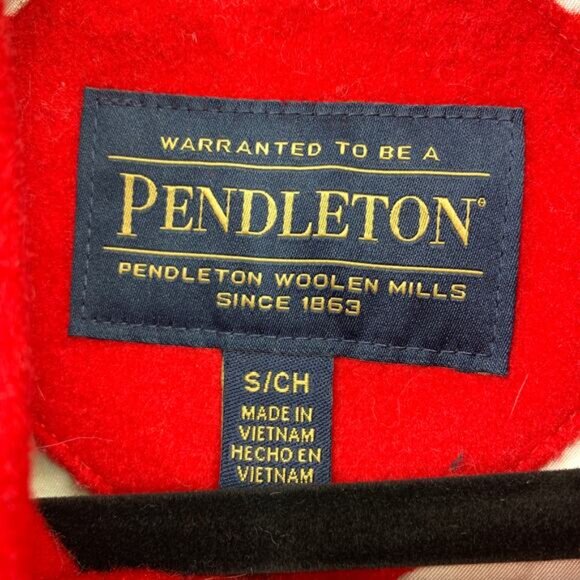 WARRANTED TO BE A
PENDLETON®
PENDLETON WOOLEN MILLS
SINCE 1863
S/CH
MADE IN
VIETNAM
HECHO EN
VIETNAM